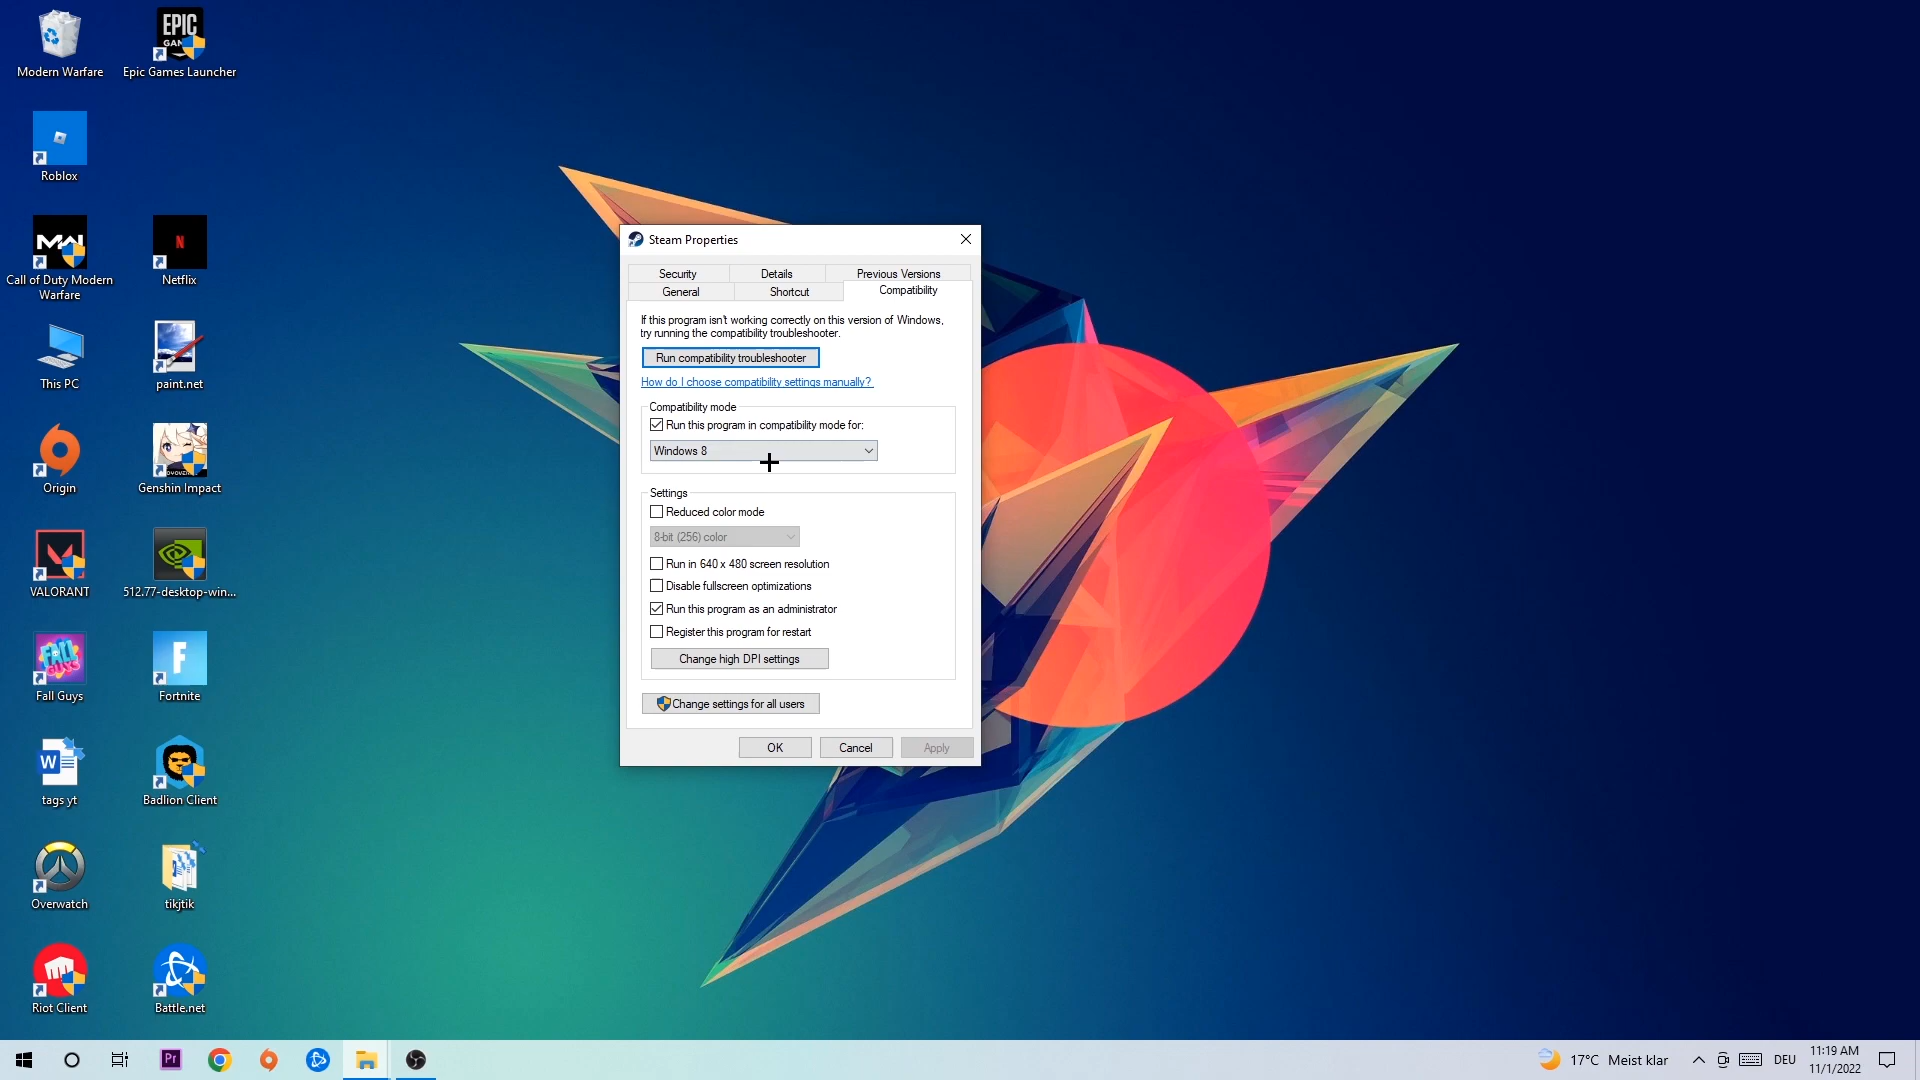 Modern Warfare
EPIC
GAM
Epic Games Launcher
Roblox
MW
Call of Duty Modern
Warfare
N
Netflix
This PC
paint.net
Origin
Genshin Impact
VALORANT
512.77-desktop-win...
FALL
GUYS
Fall Guys
F
Fortnite
W
tags yt
Badlion Client
Overwatch
tikjtik
Riot Client
Battle.net
Steam Properties
Security
Details
Previous Versions
General
Shortcut
Compatibility
If this program isn't working correctly on this version of Windows,
try running the compatibility troubleshooter.
Run compatibility troubleshooter
How do I choose compatibility settings manually?
Compatibility mode
Run this program in compatibility mode for:
Windows 8
Settings
Reduced color mode
8-bit (256) color
Run in 640 x 480 screen resolution
Disable fullscreen optimizations
Run this program as an administrator
Register this program for restart
Change high DPI settings
Change settings for all users
OK
Cancel
Apply
Pr
17°C Meist klar
DEU
11:19 AM
11/1/2022